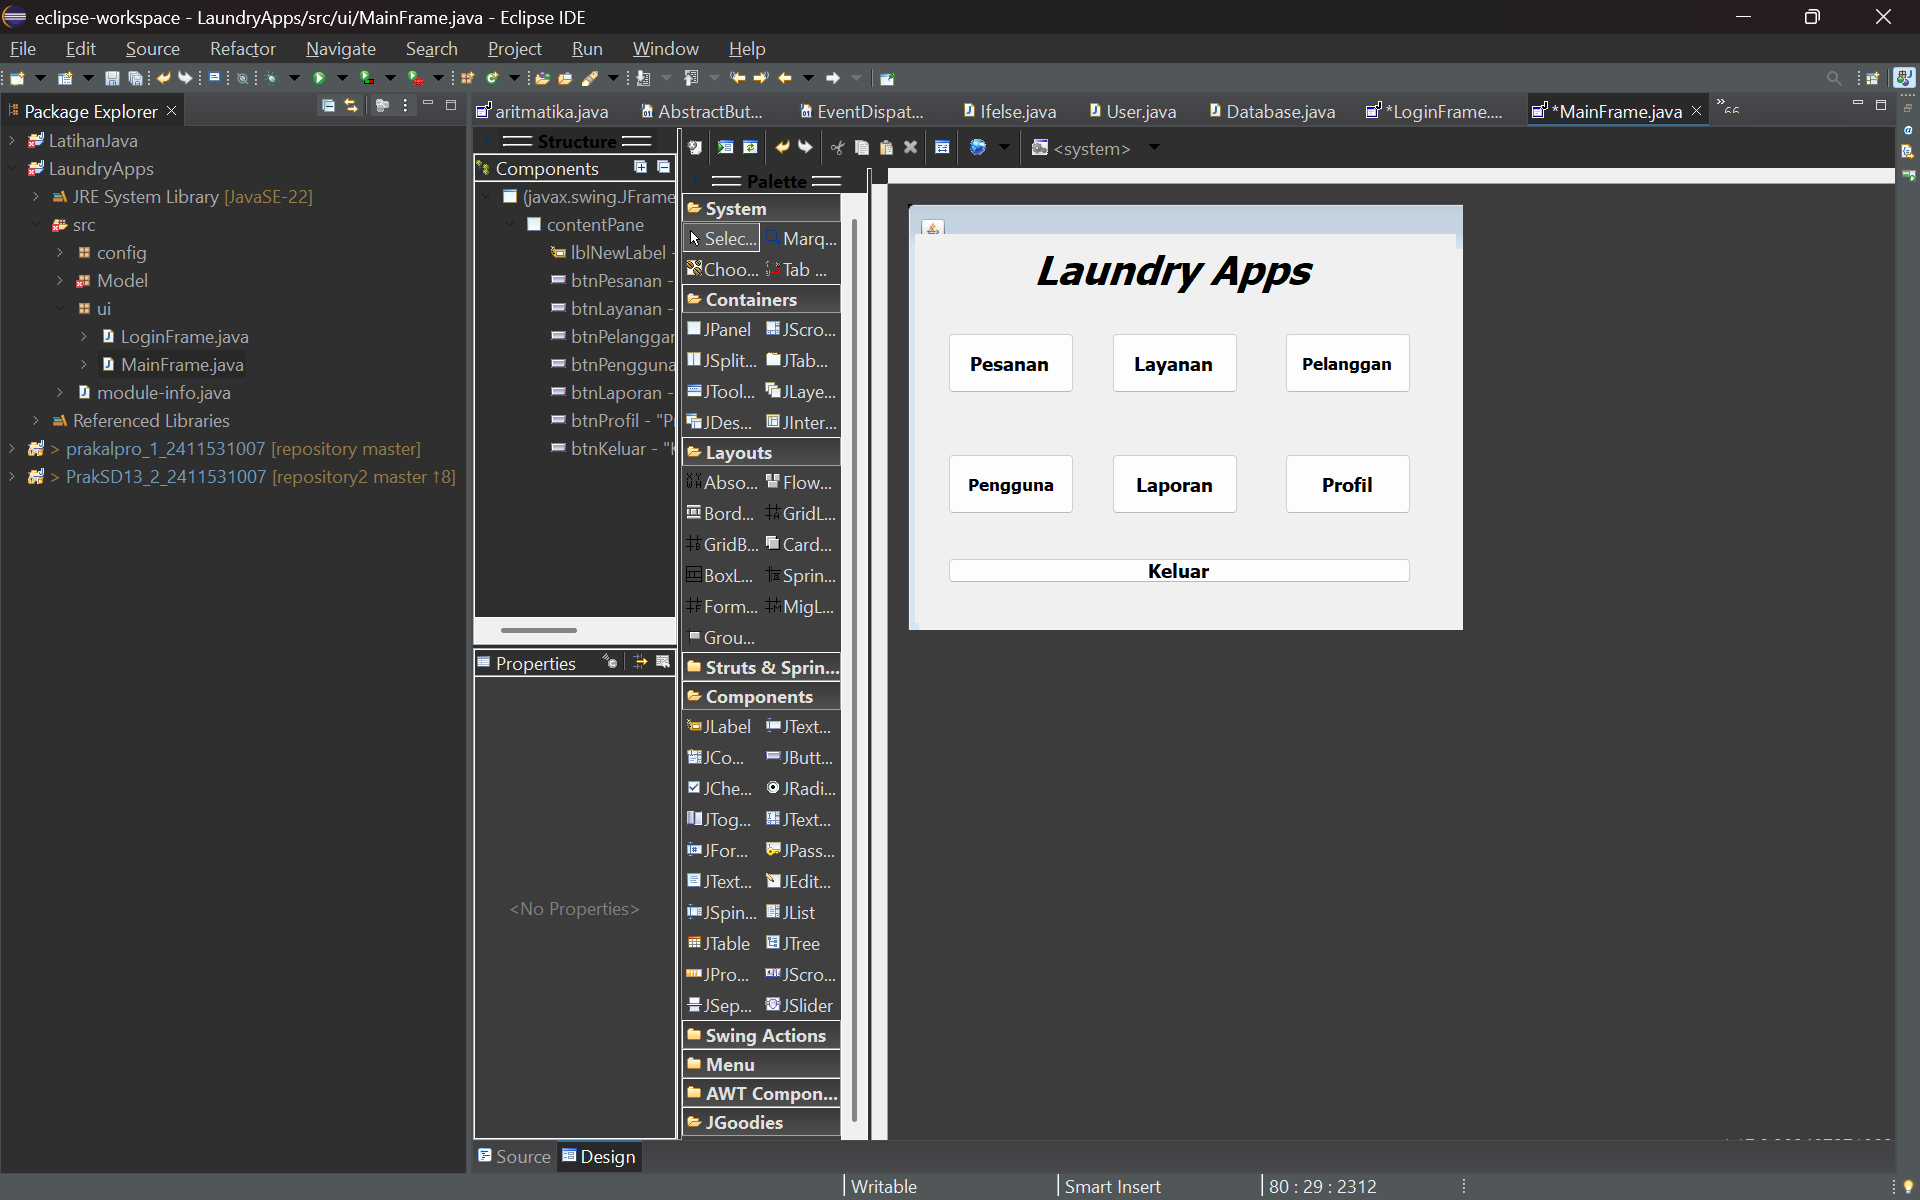 eclipse-workspace - LaundryApps/src/ui/MainFrame.java - Eclipse IDE
File Edit Source Refactor Navigate Search Project Run Window Help
Package Explorer
aritmatika.java AbstractBut... EventDispat... Ifelse.java User.java Database.java *LoginFrame.... *MainFrame.java
LatihanJava
LaundryApps
JRE System Library [JavaSE-22]
src
config
Model
ui
LoginFrame.java
MainFrame.java
module-info.java
Referenced Libraries
> prakalpro_1_2411531007 [repository master]
> PrakSD13_2_2411531007 [repository2 master ↑8]
Structure
Components
(javax.swing.JFrame
contentPane
lblNewLabel -
btnPesanan -
btnLayanan -
btnPelanggan
btnPengguna
btnLaporan -
btnProfil - "P
btnKeluar - "K
Properties
<No Properties>
<system>
Palette
System
Selec... Marq...
Choo... Tab ...
Containers
JPanel JScro...
JSplit... JTab...
JTool... JLaye...
JDes... JInter...
Layouts
Abso... Flow...
Bord... GridL...
GridB... Card...
BoxL... Sprin...
Form... MigL...
Grou...
Struts & Sprin...
Components
JLabel JText...
JCo... JButt...
JChe... JRadi...
JTog... JText...
JFor... JPass...
JText... JEdit...
JSpin... JList
JTable JTree
JPro... JScro...
JSep... JSlider
Swing Actions
Menu
AWT Compon...
JGoodies
Laundry Apps
Pesanan Layanan Pelanggan
Pengguna Laporan Profil
Keluar
Source Design
Writable Smart Insert 80 : 29 : 2312